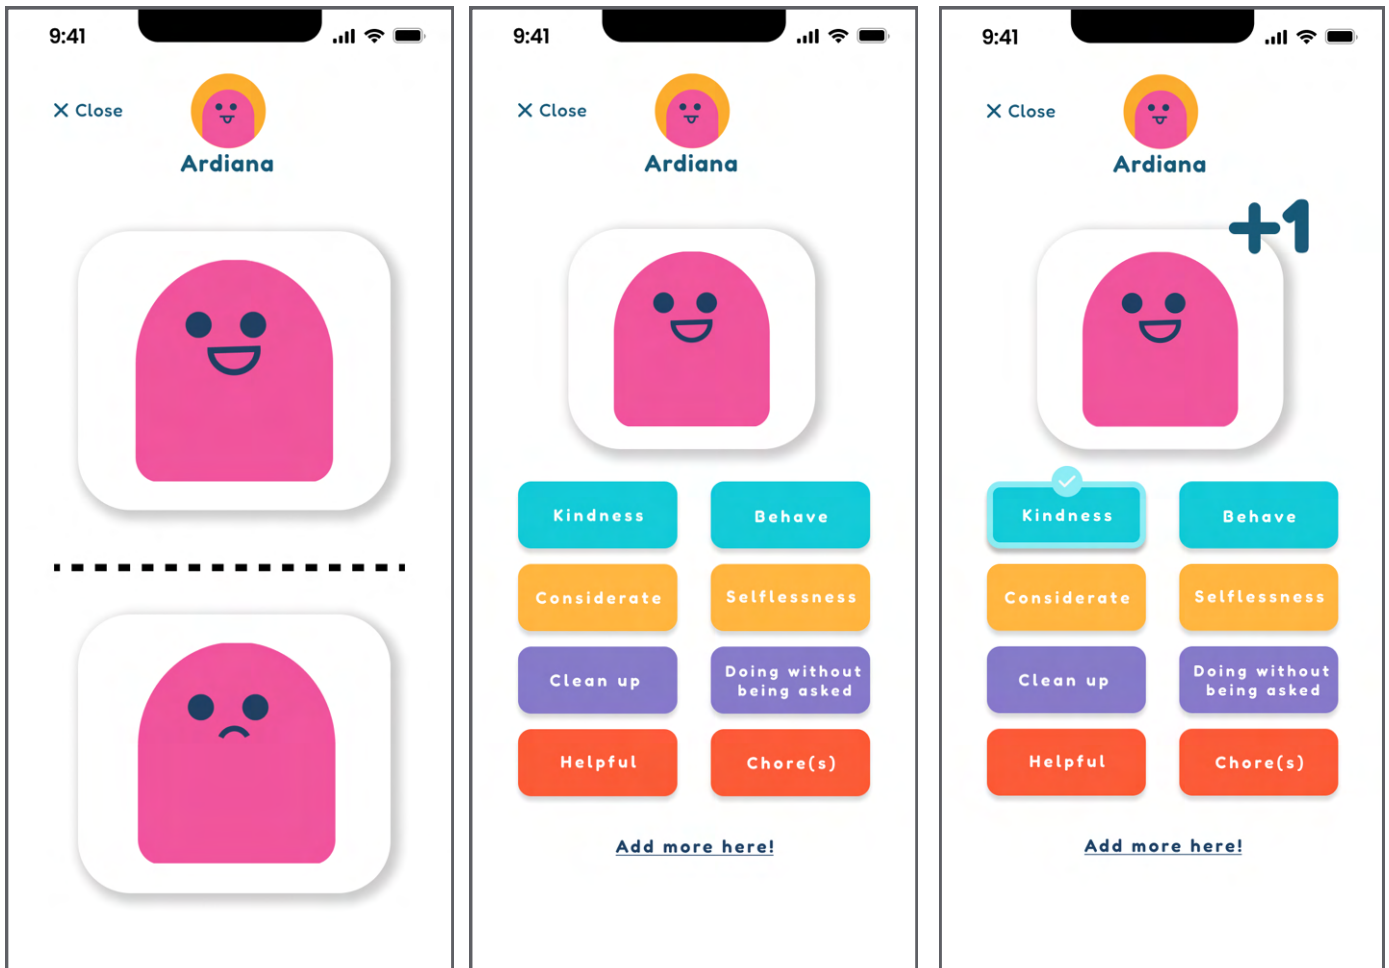 9:41
× Close
Ardiana
9:41
× Close
Ardiana
Kindness
Behave
Considerate
Selflessness
Clean up
Doing without
being asked
Helpful
Chore(s)
Add more here!
9:41
× Close
Ardiana
+1
Kindness
Behave
Considerate
Selflessness
Clean up
Doing without
being asked
Helpful
Chore(s)
Add more here!